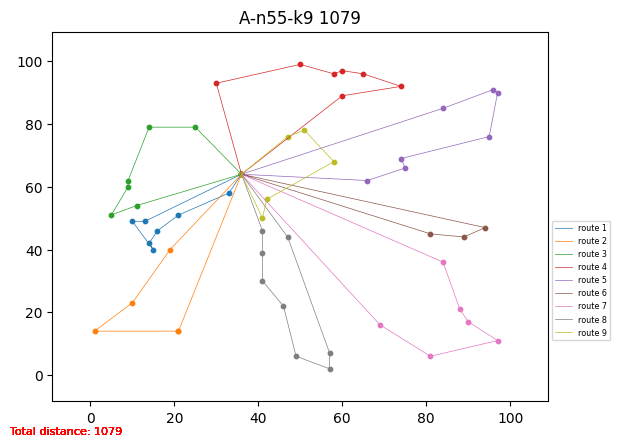 A-n55-k9 1079
100
80
60
40
20
0
0 20 40 60 80 100
route 1
route 2
route 3
route 4
route 5
route 6
route 7
route 8
route 9
Total distance: 1079